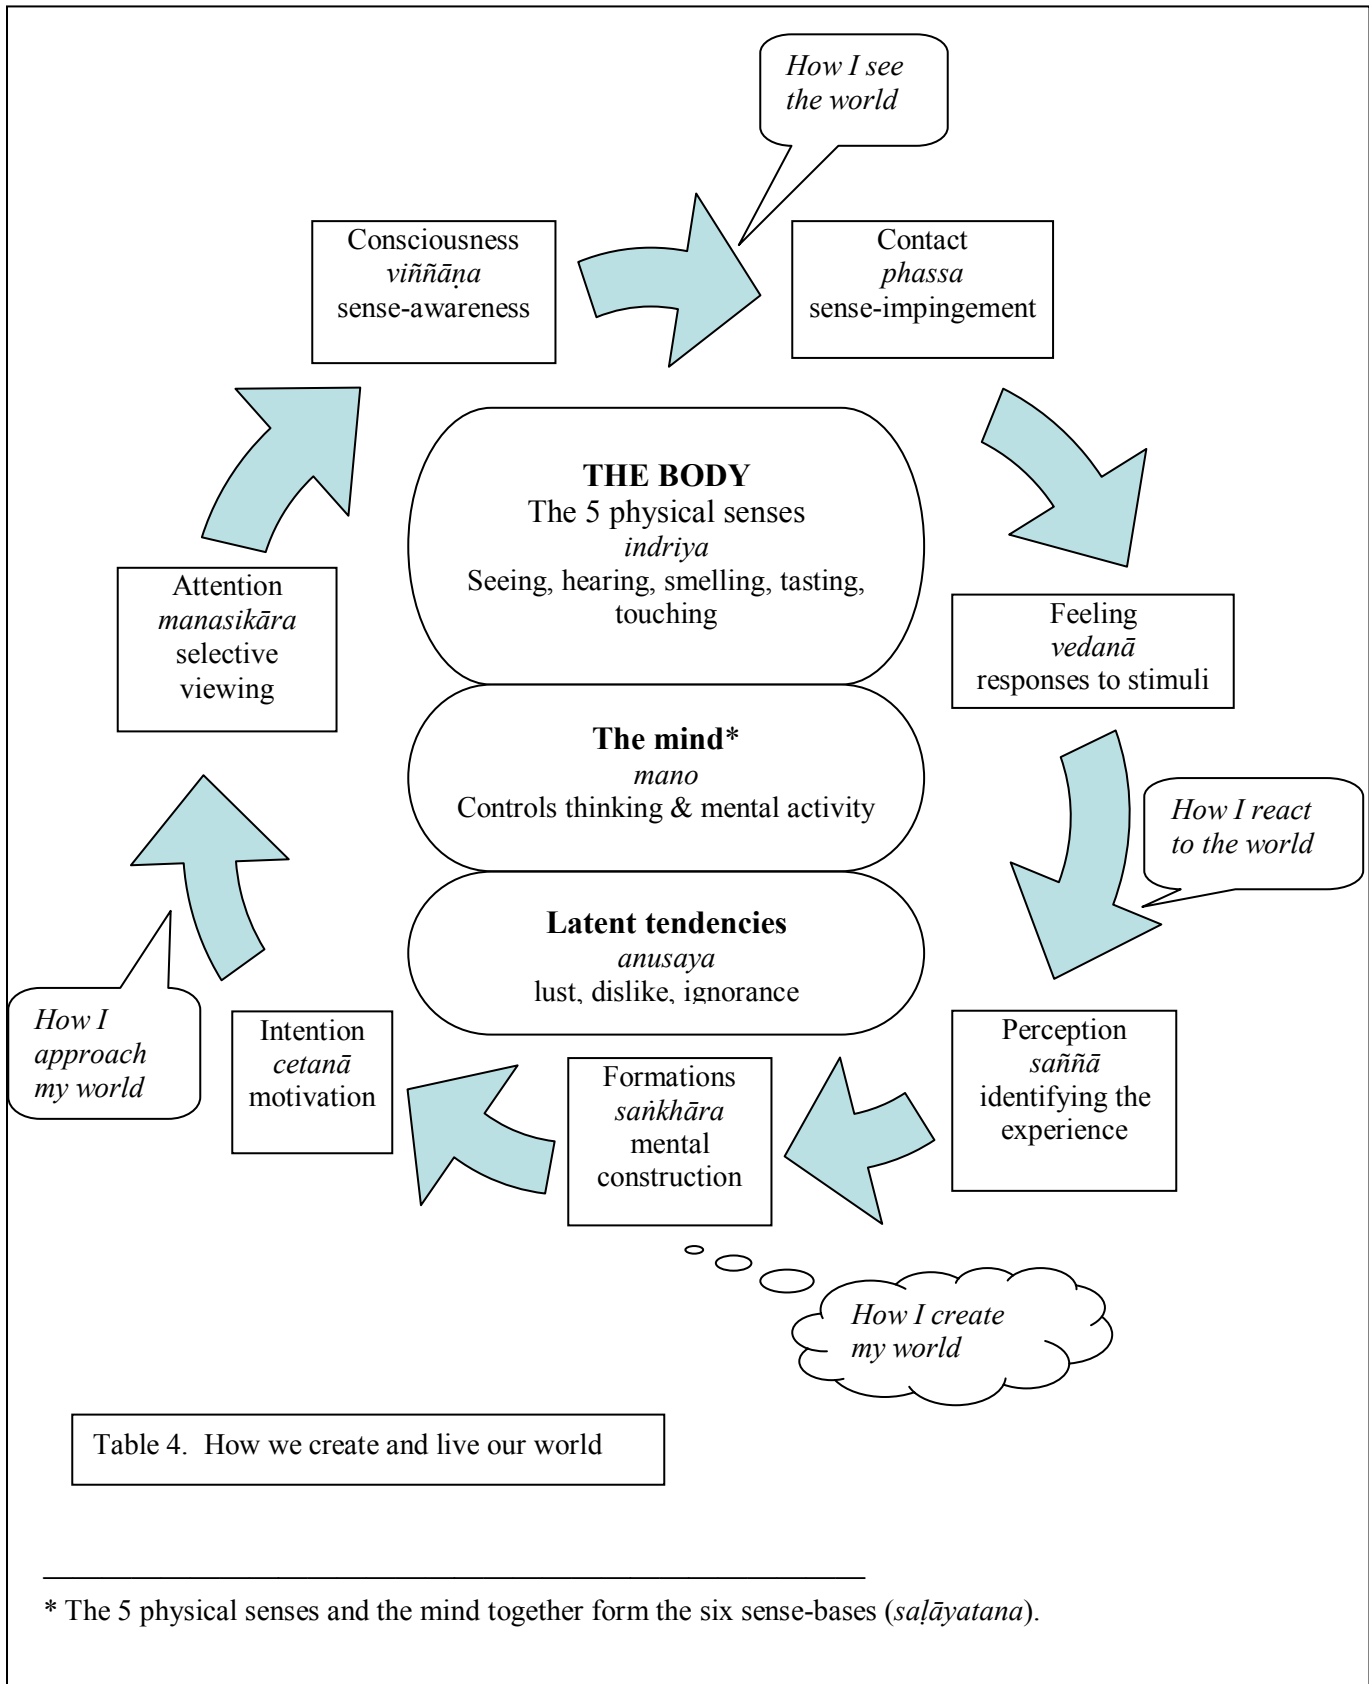 How I see
the world
Consciousness
viññāṇa
sense-awareness
Contact
phassa
sense-impingement
THE BODY
The 5 physical senses
indriya
Seeing, hearing, smelling, tasting,
touching
Attention
manasikāra
selective
viewing
Feeling
vedanā
responses to stimuli
The mind*
mano
Controls thinking & mental activity
How I react
to the world
Latent tendencies
anusaya
lust, dislike, ignorance
How I
approach
my world
Intention
cetanā
motivation
Formations
saṅkhāra
mental
construction
Perception
saññā
identifying the
experience
How I create
my world
Table 4.  How we create and live our world
* The 5 physical senses and the mind together form the six sense-bases (saḷāyatana).